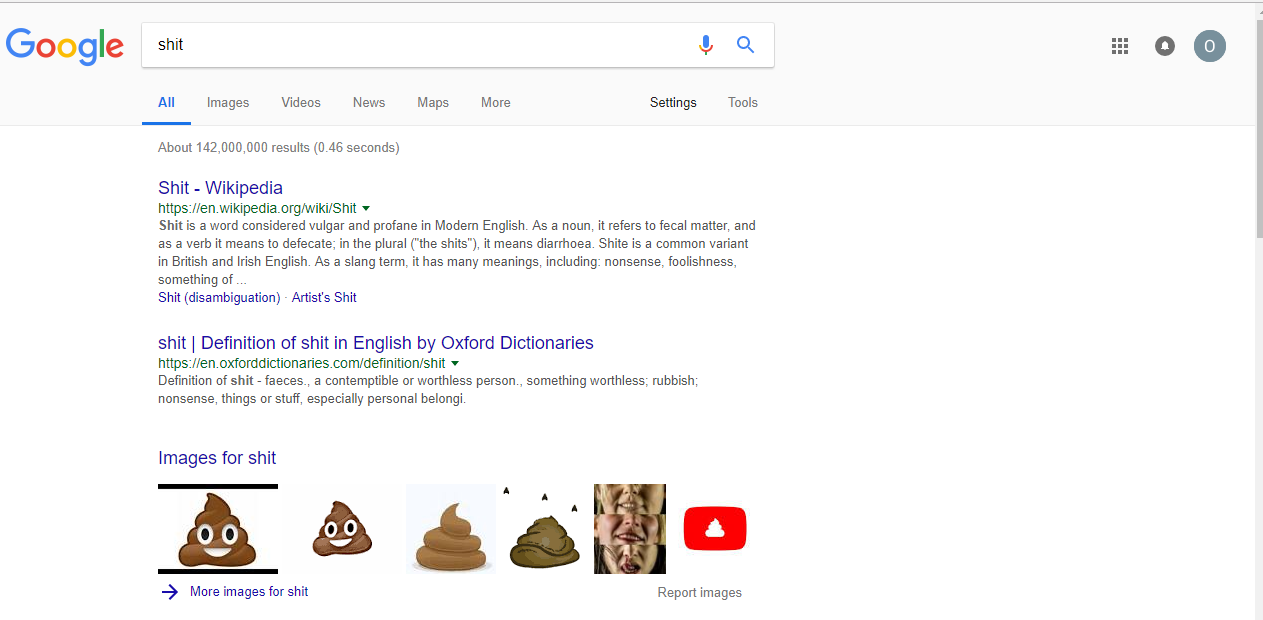 Google
shit
O
All Images Videos News Maps More Settings Tools
About 142,000,000 results (0.46 seconds)
Shit - Wikipedia
https://en.wikipedia.org/wiki/Shit
Shit is a word considered vulgar and profane in Modern English. As a noun, it refers to fecal matter, and
as a verb it means to defecate; in the plural ("the shits"), it means diarrhoea. Shite is a common variant
in British and Irish English. As a slang term, it has many meanings, including: nonsense, foolishness,
something of ...
Shit (disambiguation) · Artist's Shit
shit | Definition of shit in English by Oxford Dictionaries
https://en.oxforddictionaries.com/definition/shit
Definition of shit - faeces., a contemptible or worthless person., something worthless; rubbish;
nonsense, things or stuff, especially personal belongi.
Images for shit
More images for shit
Report images